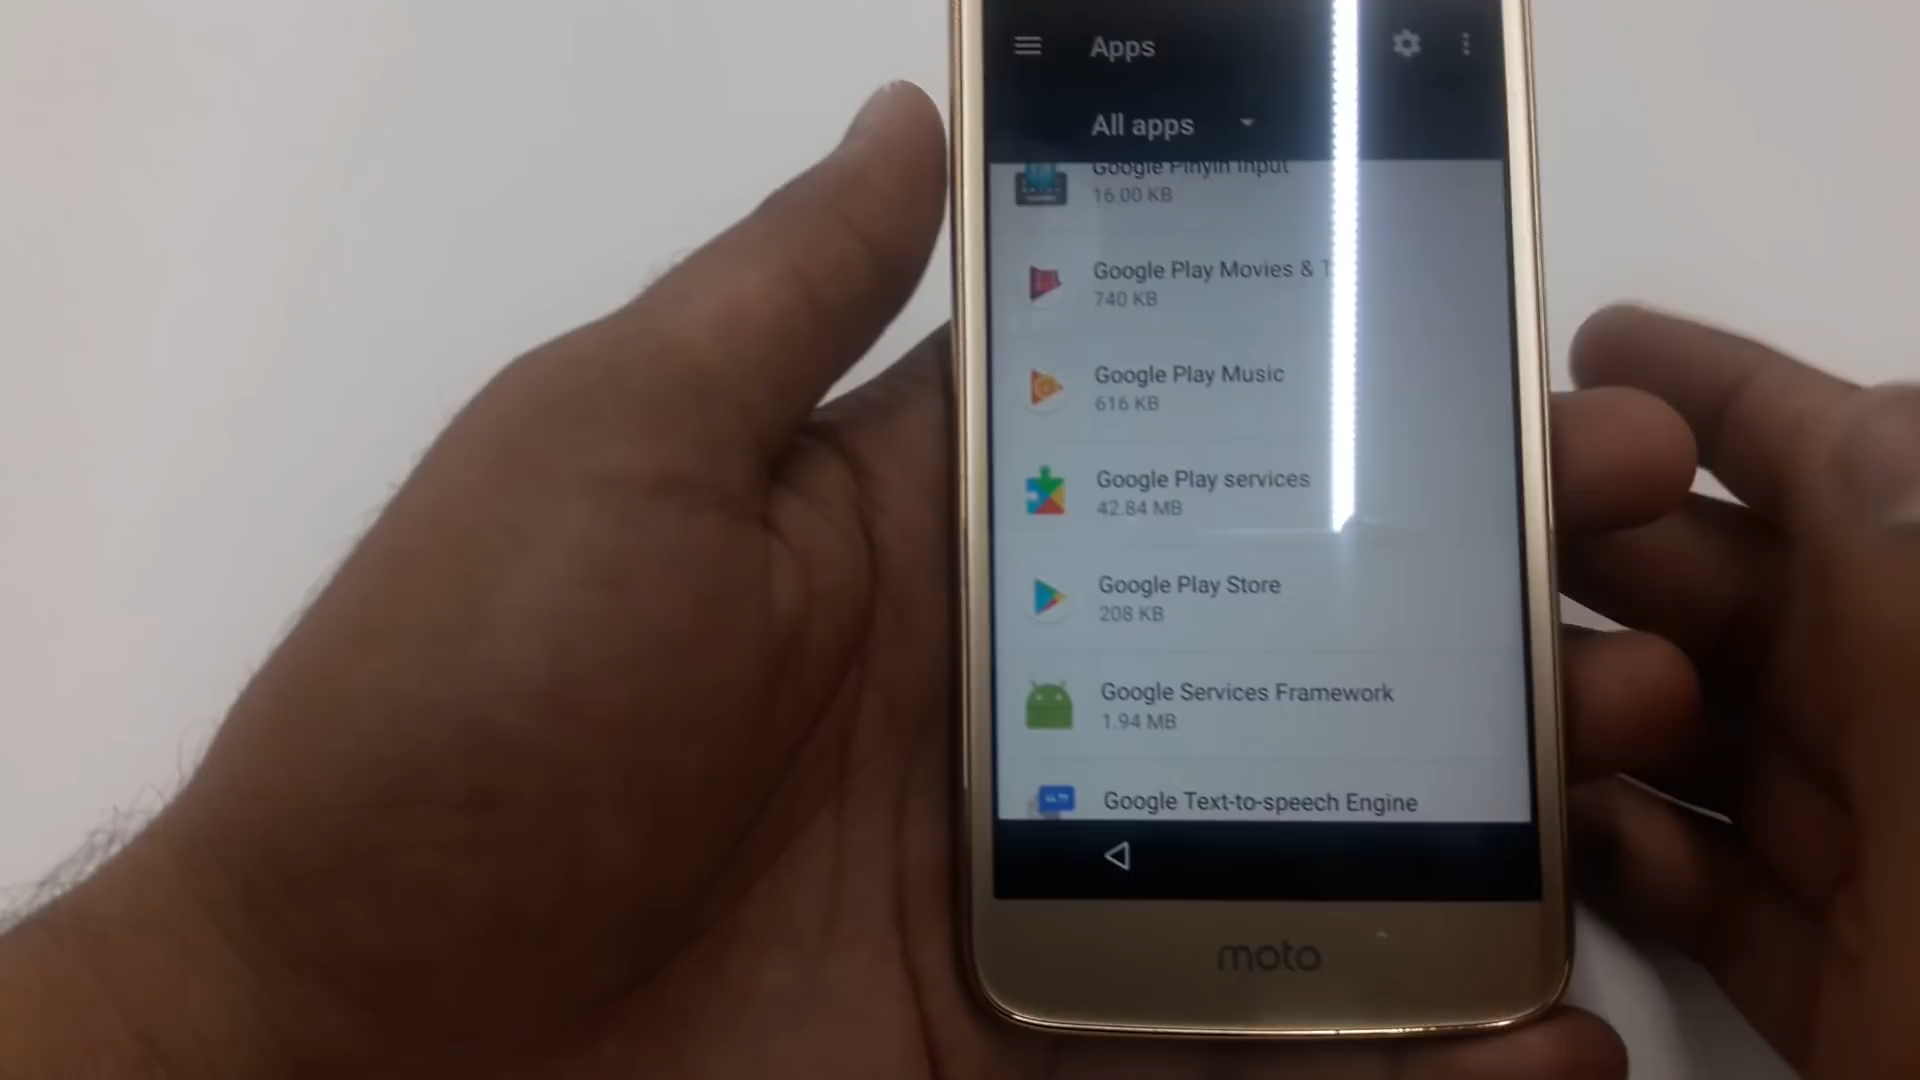 Apps
All apps
Google Pinyin Input
16.00 KB
Google Play Movies & T
740 KB
Google Play Music
616 KB
Google Play services
42.84 MB
Google Play Store
208 KB
Google Services Framework
1.94 MB
Google Text-to-speech Engine
moto